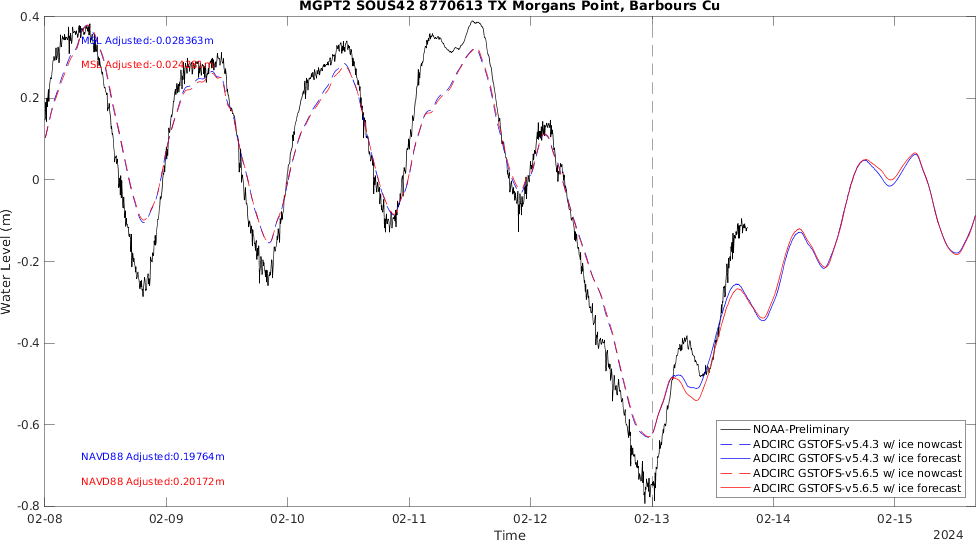 MGPT2 SOUS42 8770613 TX Morgans Point, Barbours Cu
0.4
MSL Adjusted:-0.028363m
MSL Adjusted:
0.2
0
-0.2
-0.4
-0.6
-0.8
Water Level (m)
NAVD88 Adjusted:0.19764m
NAVD88 Adjusted:0.20172m
NOAA-Preliminary
ADCIRC GSTOFS-v5.4.3 w/ ice nowcast
ADCIRC GSTOFS-v5.4.3 w/ ice forecast
ADCIRC GSTOFS-v5.6.5 w/ ice nowcast
ADCIRC GSTOFS-v5.6.5 w/ ice forecast
02-08 02-09 02-10 02-11 02-12 02-13 02-14 02-15
Time
2024